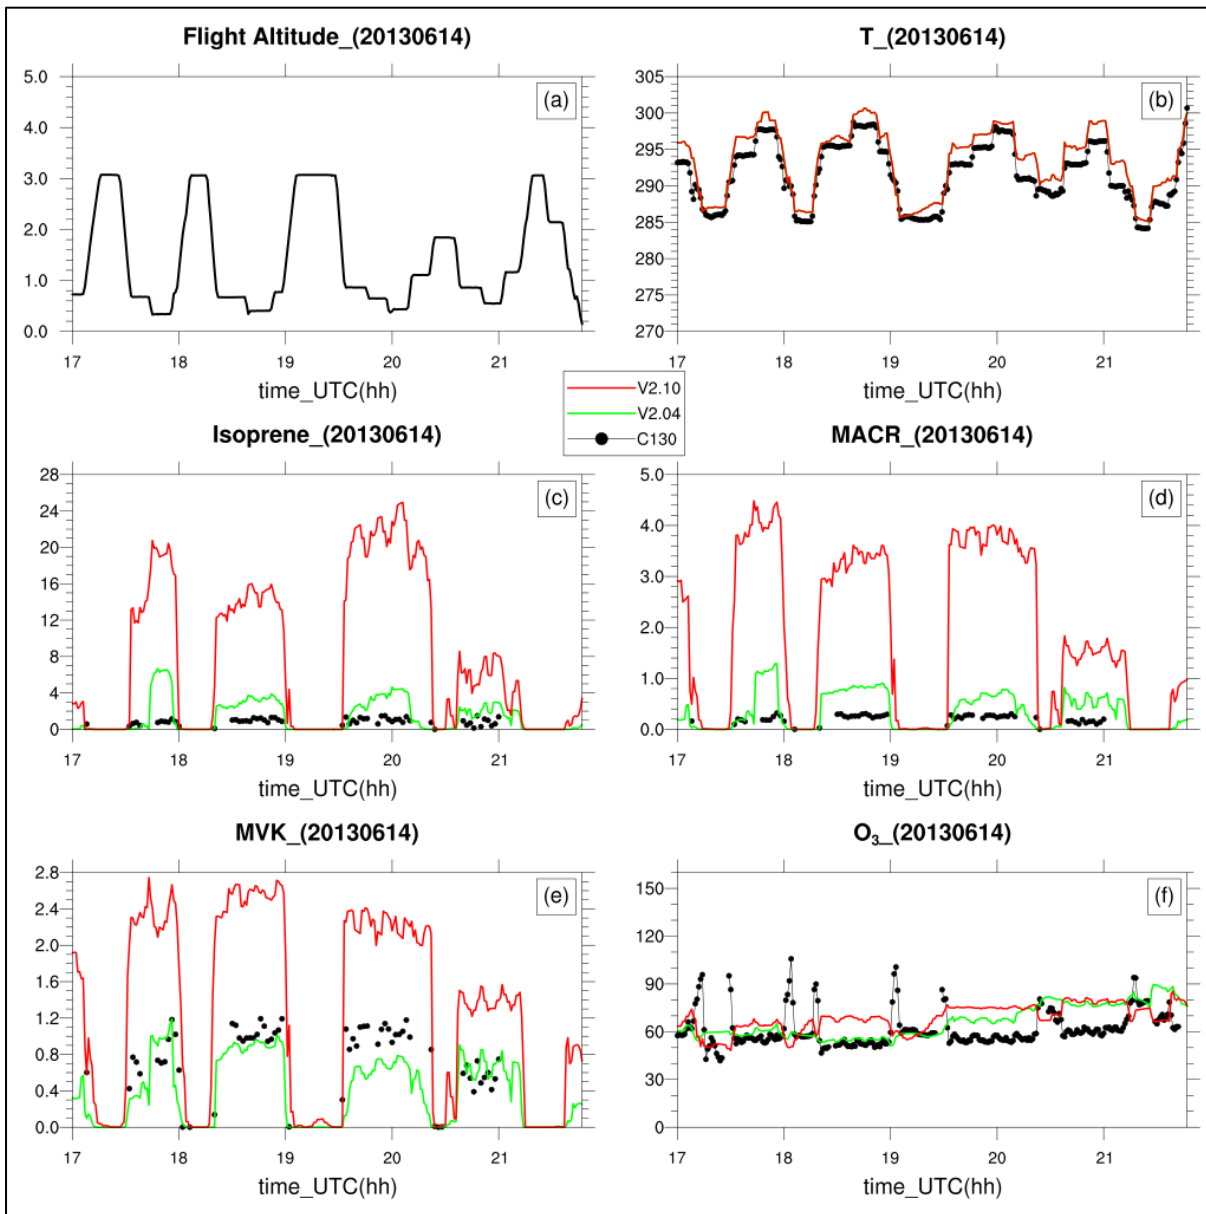 Flight Altitude_(20130614)
T_(20130614)
(a)
(b)
5.0
4.0
3.0
2.0
1.0
0.0
305
300
295
290
285
280
275
270
17 18 19 20 21
17 18 19 20 21
time_UTC(hh)
time_UTC(hh)
V2.10
V2.04
C130
Isoprene_(20130614)
MACR_(20130614)
(c)
(d)
28
24
20
16
12
8
4
0
5.0
4.0
3.0
2.0
1.0
0.0
17 18 19 20 21
17 18 19 20 21
time_UTC(hh)
time_UTC(hh)
MVK_(20130614)
O₃_(20130614)
(e)
(f)
2.8
2.4
2.0
1.6
1.2
0.8
0.4
0.0
150
120
90
60
30
0
17 18 19 20 21
17 18 19 20 21
time_UTC(hh)
time_UTC(hh)